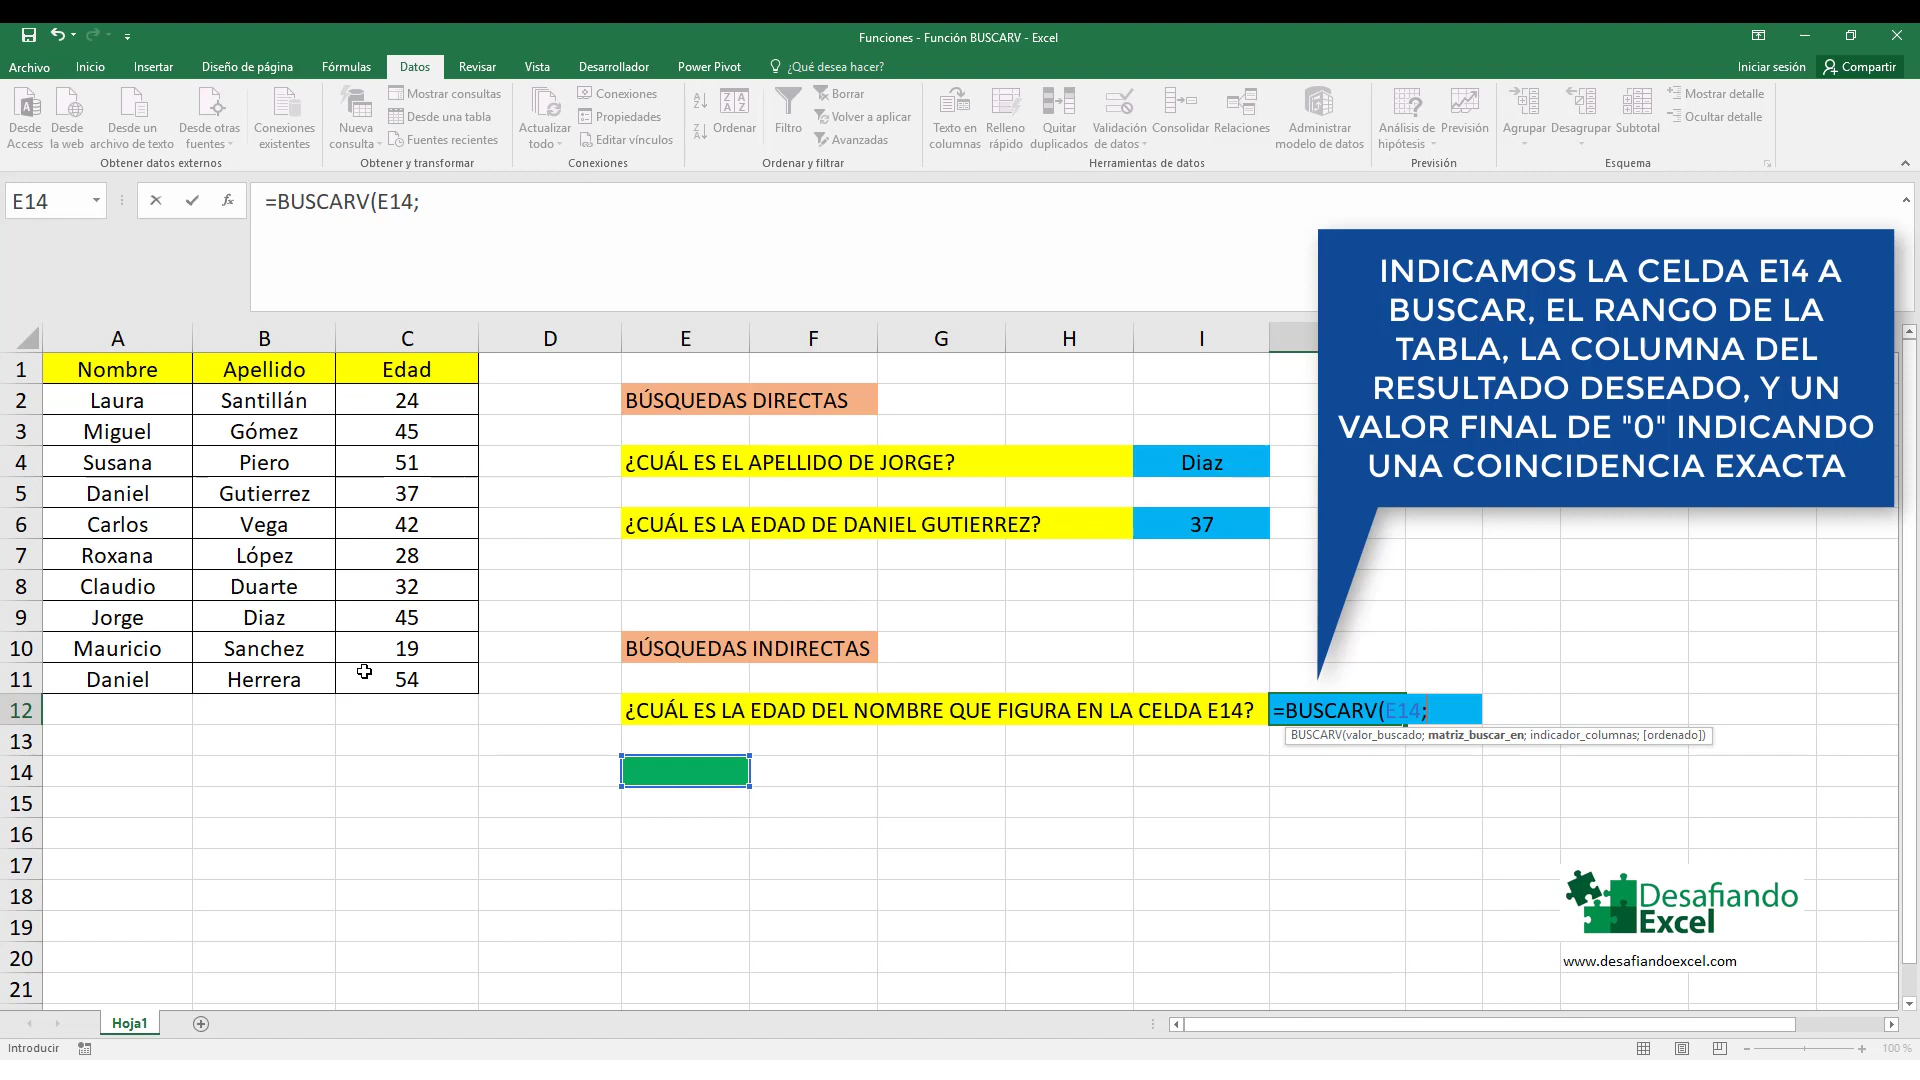 Funciones - Función BUSCARV - Excel
Archivo Inicio Insertar Diseño de página Fórmulas Datos Revisar Vista Desarrollador Power Pivot ¿Qué desea hacer? Iniciar sesión Compartir
Desde Access
Desde la web
Desde un archivo de texto
Desde otras fuentes
Conexiones existentes
Obtener datos externos
Nueva consulta
Mostrar consultas
Desde una tabla
Fuentes recientes
Obtener y transformar
Actualizar todo
Conexiones
Propiedades
Editar vínculos
Conexiones
Ordenar
Filtro
Borrar
Volver a aplicar
Avanzadas
Ordenar y filtrar
Texto en columnas
Relleno rápido
Quitar duplicados
Validación de datos
Consolidar
Relaciones
Administrar modelo de datos
Herramientas de datos
Análisis de hipótesis
Previsión
Previsión
Agrupar
Desagrupar
Subtotal
Mostrar detalle
Ocultar detalle
Esquema
E14 fx =BUSCARV(E14;
INDICAMOS LA CELDA E14 A
BUSCAR, EL RANGO DE LA
TABLA, LA COLUMNA DEL
RESULTADO DESEADO, Y UN
VALOR FINAL DE "0" INDICANDO
UNA COINCIDENCIA EXACTA
A B C D E F G H I
1 Nombre Apellido Edad
2 Laura Santillán 24 BÚSQUEDAS DIRECTAS
3 Miguel Gómez 45
4 Susana Piero 51 ¿CUÁL ES EL APELLIDO DE JORGE? Diaz
5 Daniel Gutierrez 37
6 Carlos Vega 42 ¿CUÁL ES LA EDAD DE DANIEL GUTIERREZ? 37
7 Roxana López 28
8 Claudio Duarte 32
9 Jorge Diaz 45
10 Mauricio Sanchez 19 BÚSQUEDAS INDIRECTAS
11 Daniel Herrera 54
12 ¿CUÁL ES LA EDAD DEL NOMBRE QUE FIGURA EN LA CELDA E14? =BUSCARV(E14;
BUSCARV(valor_buscado; matriz_buscar_en; indicador_columnas; [ordenado])
13
14
15
16
17
18
19
20
21
Desafiando
Excel
www.desafiandoexcel.com
Hoja1
Introducir 100 %